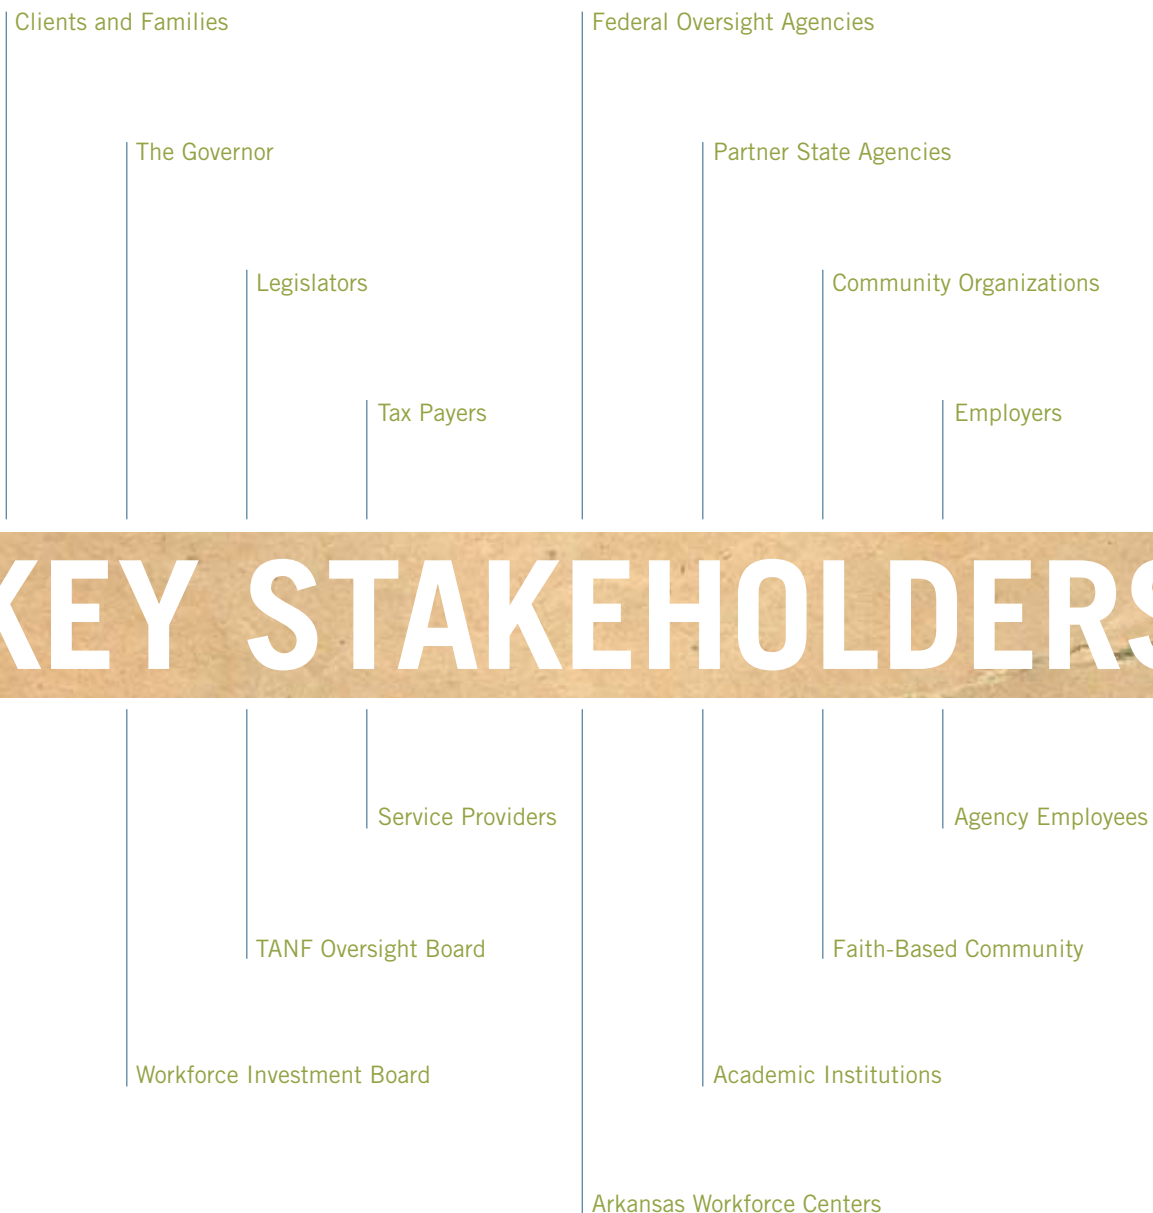 Clients and Families
Federal Oversight Agencies
The Governor
Partner State Agencies
Legislators
Community Organizations
Tax Payers
Employers
KEY STAKEHOLDERS
Service Providers
Agency Employees
TANF Oversight Board
Faith-Based Community
Workforce Investment Board
Academic Institutions
Arkansas Workforce Centers